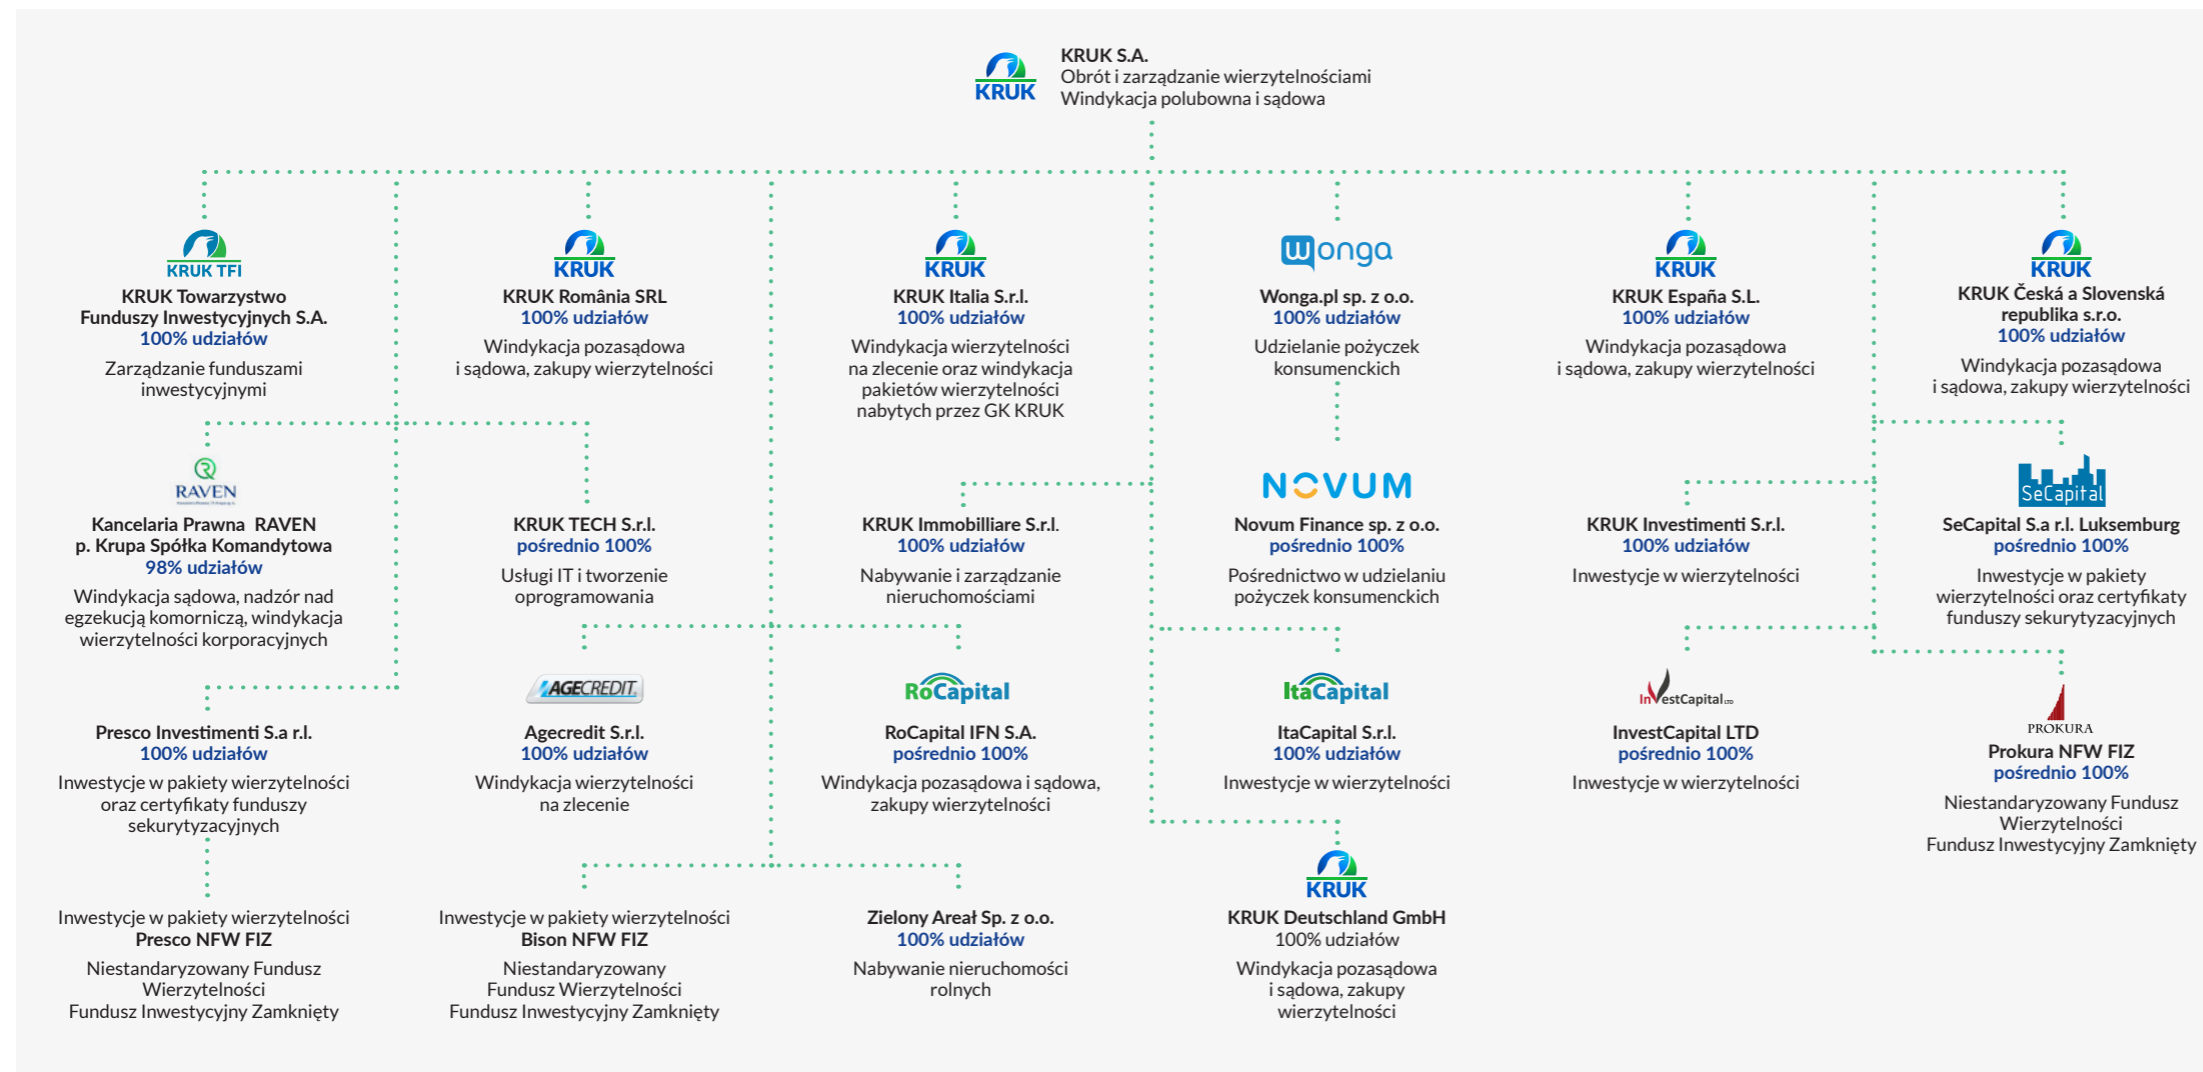 KRUK
KRUK S.A.
Obrót i zarządzanie wierzytelnościami
Windykacja polubowna i sądowa
KRUK TFI
KRUK Towarzystwo
Funduszy Inwestycyjnych S.A.
100% udziałów
Zarządzanie funduszami
inwestycyjnymi
KRUK
KRUK România SRL
100% udziałów
Windykacja pozasądowa
i sądowa, zakupy wierzytelności
KRUK
KRUK Italia S.r.l.
100% udziałów
Windykacja wierzytelności
na zlecenie oraz windykacja
pakietów wierzytelności
nabytych przez GK KRUK
wonga
Wonga.pl sp. z o.o.
100% udziałów
Udzielanie pożyczek
konsumenckich
KRUK
KRUK España S.L.
100% udziałów
Windykacja pozasądowa
i sądowa, zakupy wierzytelności
KRUK
KRUK Česká a Slovenská
republika s.r.o.
100% udziałów
Windykacja pozasądowa
i sądowa, zakupy wierzytelności
RAVEN
Kancelaria Prawna RAVEN
p. Krupa Spółka Komandytowa
98% udziałów
Windykacja sądowa, nadzór nad
egzekucją komorniczą, windykacja
wierzytelności korporacyjnych
KRUK TECH S.r.l.
pośrednio 100%
Usługi IT i tworzenie
oprogramowania
KRUK Immobilliare S.r.l.
100% udziałów
Nabywanie i zarządzanie
nieruchomościami
NOVUM
Novum Finance sp. z o.o.
pośrednio 100%
Pośrednictwo w udzielaniu
pożyczek konsumenckich
KRUK Investimenti S.r.l.
100% udziałów
Inwestycje w wierzytelności
SeCapital
SeCapital S.a r.l. Luksemburg
pośrednio 100%
Inwestycje w pakiety
wierzytelności oraz certyfikaty
funduszy sekurytyzacyjnych
Presco Investimenti S.a r.l.
100% udziałów
Inwestycje w pakiety wierzytelności
oraz certyfikaty funduszy
sekurytyzacyjnych
AGECREDIT
Agecredit S.r.l.
100% udziałów
Windykacja wierzytelności
na zlecenie
RoCapital
RoCapital IFN S.A.
pośrednio 100%
Windykacja pozasądowa i sądowa,
zakupy wierzytelności
ItaCapital
ItaCapital S.r.l.
100% udziałów
Inwestycje w wierzytelności
InvestCapital LTD
InvestCapital LTD
pośrednio 100%
Inwestycje w wierzytelności
PROKURA
Prokura NFW FIZ
pośrednio 100%
Niestandaryzowany Fundusz
Wierzytelności
Fundusz Inwestycyjny Zamknięty
Inwestycje w pakiety wierzytelności
Presco NFW FIZ
Niestandaryzowany Fundusz
Wierzytelności
Fundusz Inwestycyjny Zamknięty
Inwestycje w pakiety wierzytelności
Bison NFW FIZ
Niestandaryzowany
Fundusz Wierzytelności
Fundusz Inwestycyjny Zamknięty
Zielony Areał Sp. z o.o.
100% udziałów
Nabywanie nieruchomości
rolnych
KRUK
KRUK Deutschland GmbH
100% udziałów
Windykacja pozasądowa
i sądowa, zakupy
wierzytelności